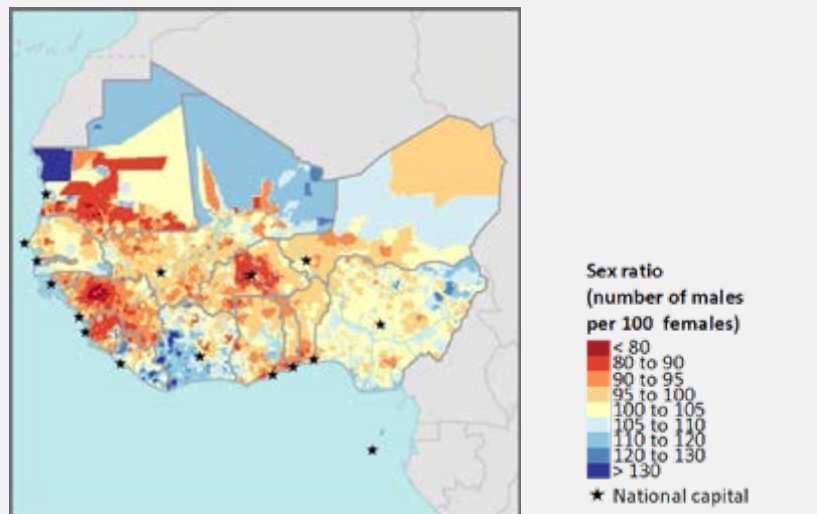 Sex ratio
(number of males
per 100 females)
< 80
80 to 90
90 to 95
95 to 100
100 to 105
105 to 110
110 to 120
120 to 130
> 130
National capital